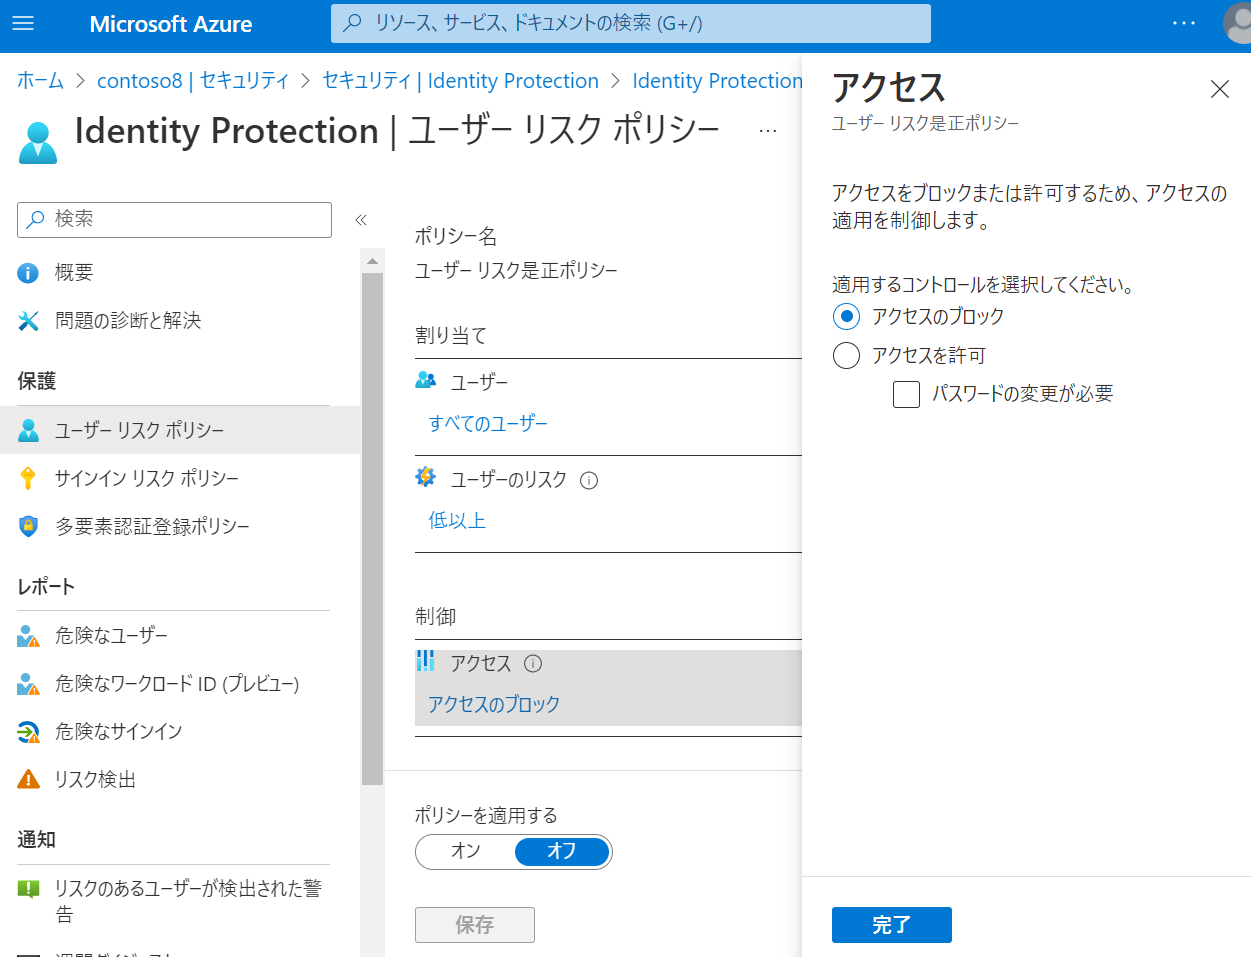 Microsoft Azure
リソース、サービス、ドキュメントの検索 (G+/)
ホーム > contoso8 | セキュリティ > セキュリティ | Identity Protection > Identity Protection
Identity Protection | ユーザー リスク ポリシー
検索
概要
問題の診断と解決
保護
ユーザー リスク ポリシー
サインイン リスク ポリシー
多要素認証登録ポリシー
レポート
危険なユーザー
危険なワークロード ID (プレビュー)
危険なサインイン
リスク検出
通知
リスクのあるユーザーが検出された警
告
ポリシー名
ユーザー リスク是正ポリシー
割り当て
ユーザー
すべてのユーザー
ユーザーのリスク
低以上
制御
アクセス
アクセスのブロック
ポリシーを適用する
オン
オフ
保存
アクセス
ユーザー リスク是正ポリシー
アクセスをブロックまたは許可するため、アクセスの
適用を制御します。
適用するコントロールを選択してください。
アクセスのブロック
アクセスを許可
パスワードの変更が必要
完了